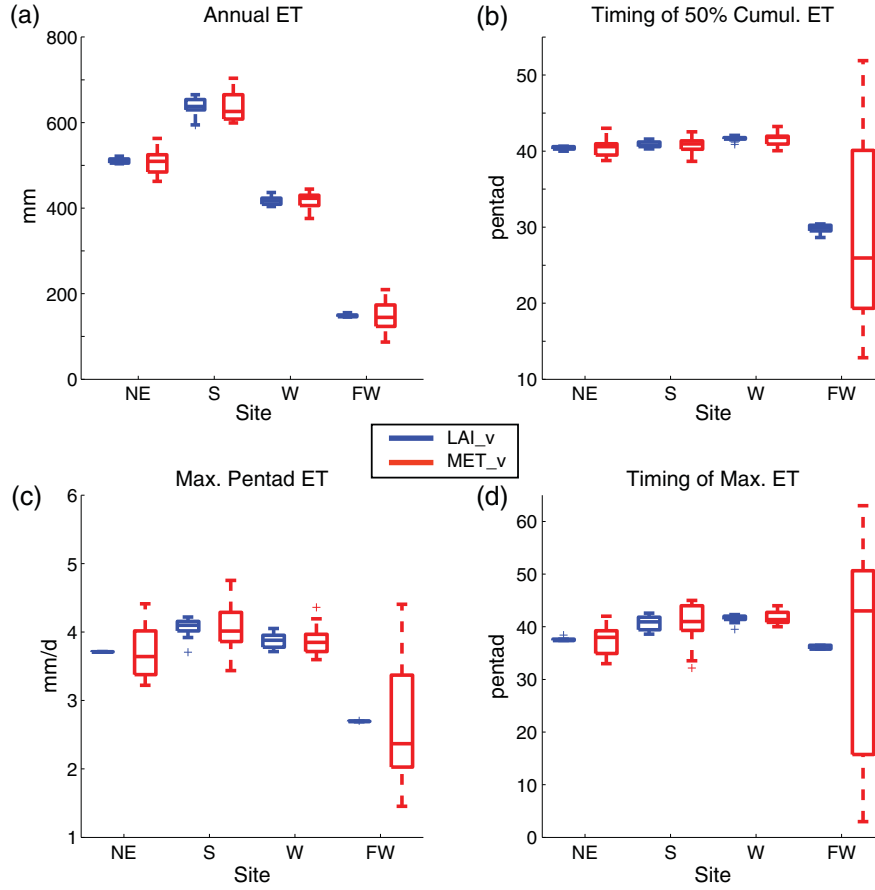 (a)
Annual ET
800
600
400
200
0
mm
NE S W FW
Site
(b)
Timing of 50% Cumul. ET
50
40
30
20
10
pentad
NE S W FW
Site
LAI_v
MET_v
(c)
Max. Pentad ET
6
5
4
3
2
1
mm/d
NE S W FW
Site
(d)
Timing of Max. ET
60
50
40
30
20
10
0
pentad
NE S W FW
Site